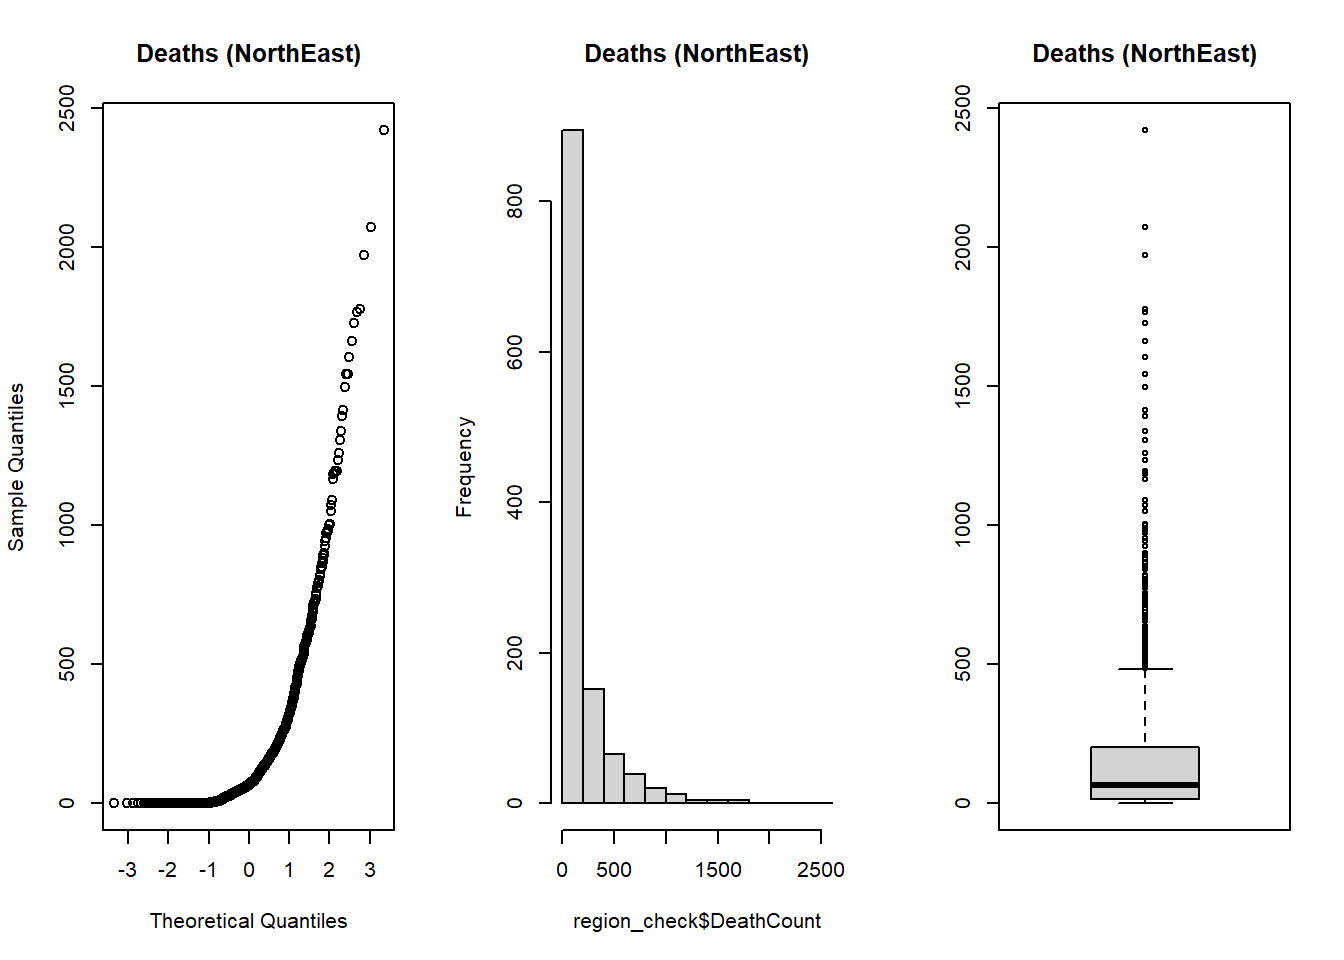 Deaths (NorthEast)
Sample Quantiles
2500
2000
1500
1000
500
0
-3 -2 -1 0 1 2 3
Theoretical Quantiles
Deaths (NorthEast)
Frequency
800
600
400
200
0
0 500 1500 2500
region_check$DeathCount
Deaths (NorthEast)
2500
2000
1500
1000
500
0